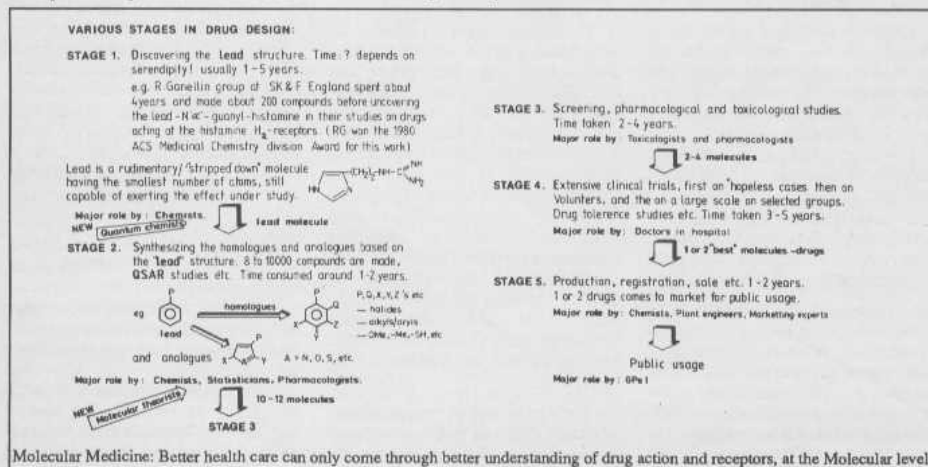 VARIOUS STAGES IN DRUG DESIGN:
STAGE 1. Discovering the Lead structure. Time: ? depends on
serendipity! usually 1-5 years.
e.g. R.Ganellin group at SK&F England spent about
4years and made about 200 compounds before uncovering
the lead -N∝- guanyl-histamine in their studies on drugs
acting at the histamine H2-receptors. (RG won the 1980
ACS Medicinal Chemistry division Award for this work)
Lead is a rudimentary/"stripped down" molecule
having the smallest number of atoms, still
capable of exerting the effect under study.
HN N (CH2)2-NH-C NH NH2
Major role by: Chemists.
NEW Quantum chemists
lead molecule
STAGE 2. Synthesizing the homologues and analogues based on
the "lead" structure. 8 to 10000 compounds are made,
QSAR studies etc. Time consumed around 1-2 years.
eg P lead
homologues
P Q X Y Z
P,Q,X,Y,Z's etc
— halides
— alkyls/aryls
— OMe,-Me,-SH,etc
and analogues P X A Y A = N, O, S, etc.
Major role by: Chemists, Statisticians, Pharmacologists.
NEW Molecular theorists
10-12 molecules
STAGE 3
STAGE 3. Screening, pharmacological and toxicological studies.
Time taken 2-4 years.
Major role by: Toxicologists and pharmacologists
2-4 molecules
STAGE 4. Extensive clinical trials, first on "hopeless cases then on
Volunters, and the on a large scale on selected groups.
Drug tolerence studies etc. Time taken 3-5 years.
Major role by: Doctors in hospital
1 or 2 "best" molecules -drugs
STAGE 5. Production, registration, sale etc. 1-2 years.
1 or 2 drugs comes to market for public usage.
Major role by: Chemists, Plant engineers, Marketting experts
Public usage
Major role by: GPs!
Molecular Medicine: Better health care can only come through better understanding of drug action and receptors, at the Molecular level